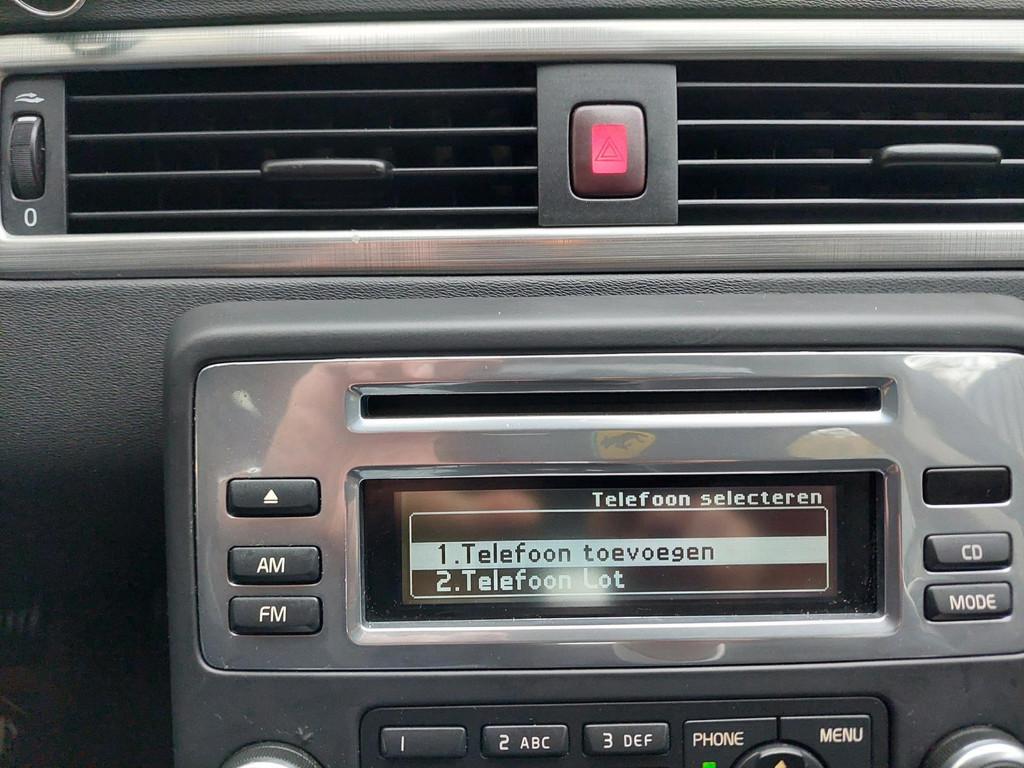 0
Telefoon selecteren
1.Telefoon toevoegen
2.Telefoon Lot
AM
FM
CD
MODE
1
2 ABC
3 DEF
PHONE
MENU